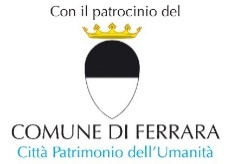 Con il patrocinio del
COMUNE DI FERRARA
Città Patrimonio dell'Umanità